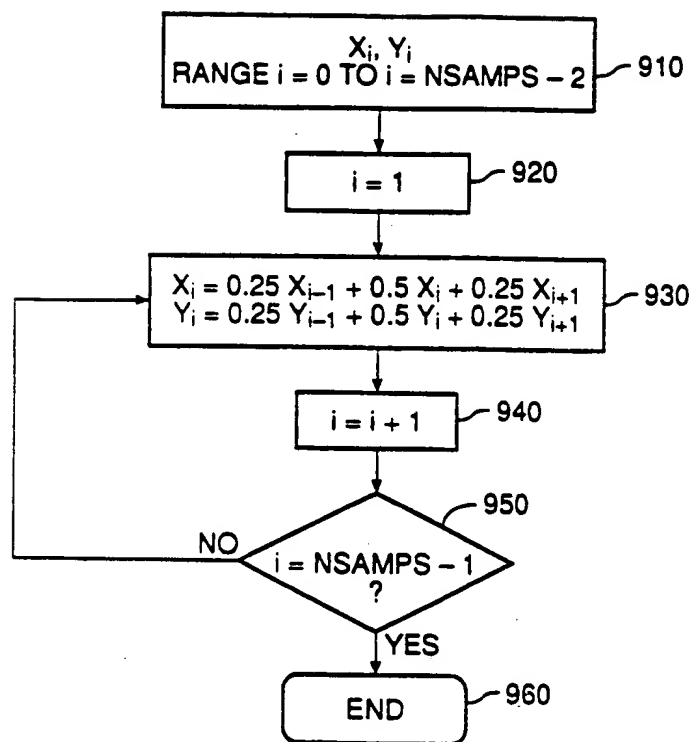 Xᵢ, Yᵢ
RANGE i = 0 TO i = NSAMPS – 2
910
i = 1
920
Xᵢ = 0.25 Xᵢ₋₁ + 0.5 Xᵢ + 0.25 Xᵢ₊₁
Yᵢ = 0.25 Yᵢ₋₁ + 0.5 Yᵢ + 0.25 Yᵢ₊₁
930
i = i + 1
940
950
NO
i = NSAMPS – 1
?
YES
END
960